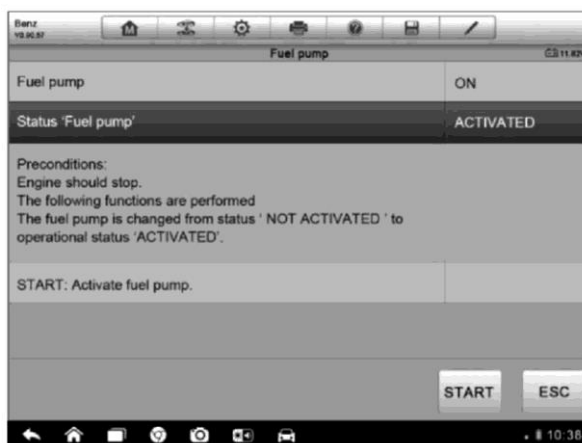 Benz
Fuel pump
Fuel pump ON
Status 'Fuel pump' ACTIVATED
Preconditions:
Engine should stop.
The following functions are performed
The fuel pump is changed from status ' NOT ACTIVATED ' to
operational status 'ACTIVATED'.
START: Activate fuel pump.
START ESC
10:38